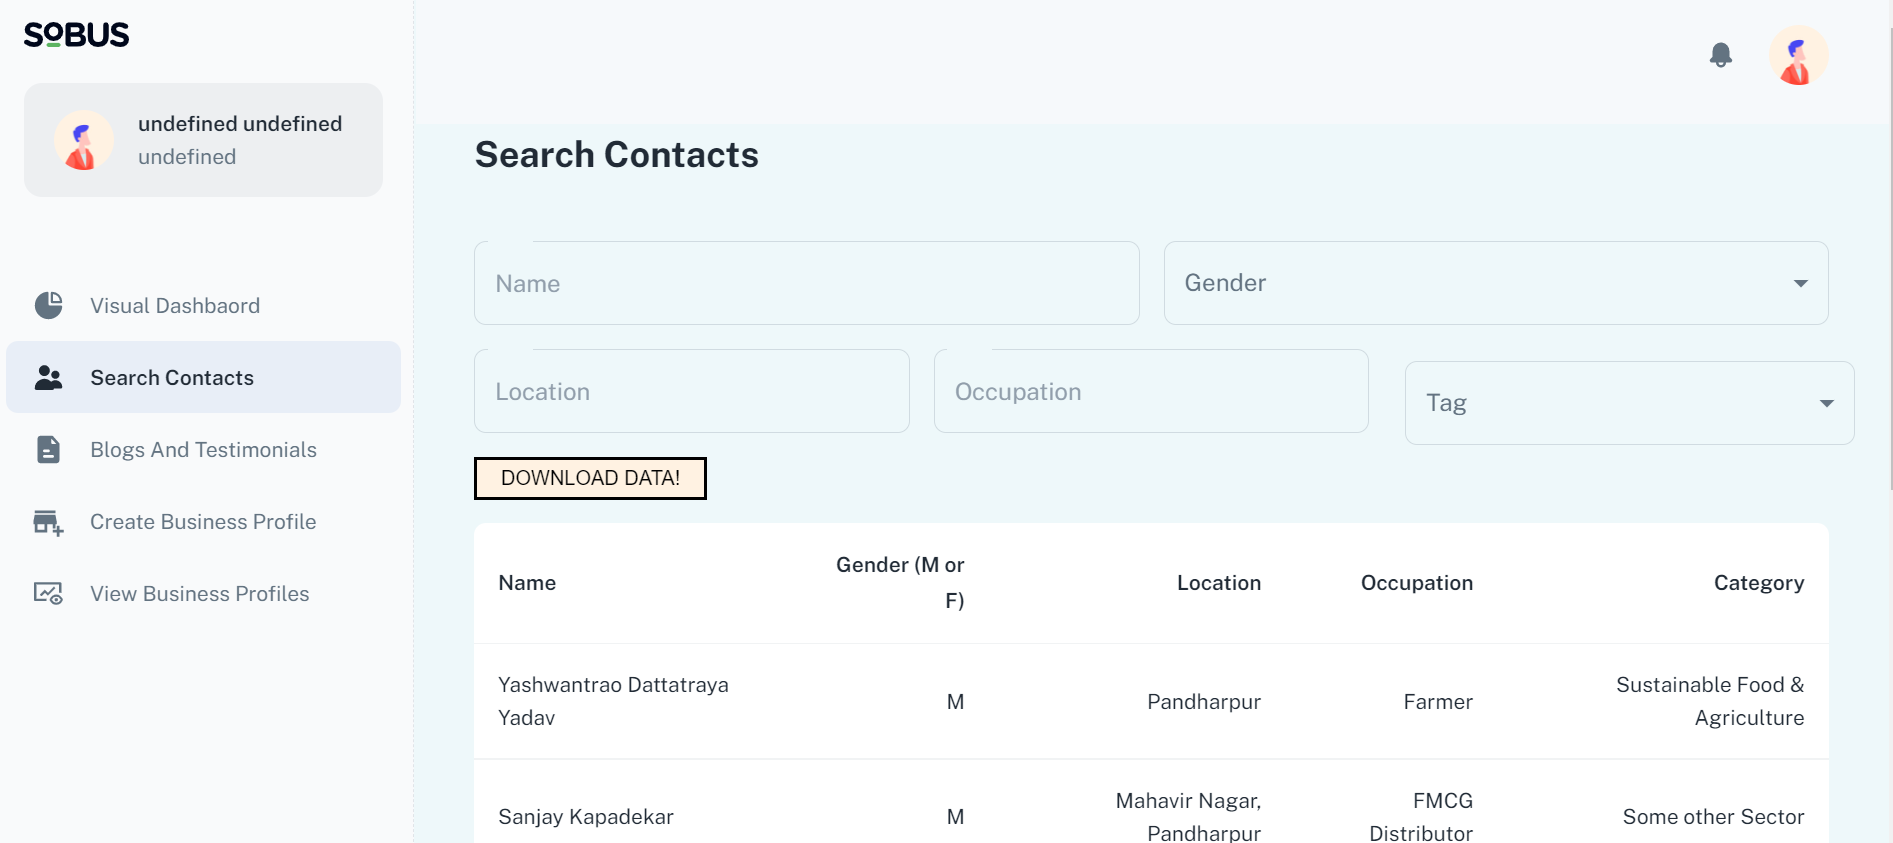 SOBUS
undefined undefined
undefined
Visual Dashbaord
Search Contacts
Blogs And Testimonials
Create Business Profile
View Business Profiles
Search Contacts
Name
Gender
Location
Occupation
Tag
DOWNLOAD DATA!
Name
Gender (M or
F)
Location
Occupation
Category
Yashwantrao Dattatraya
Yadav
M
Pandharpur
Farmer
Sustainable Food &
Agriculture
Sanjay Kapadekar
M
Mahavir Nagar,
Pandharpur
FMCG
Distributor
Some other Sector